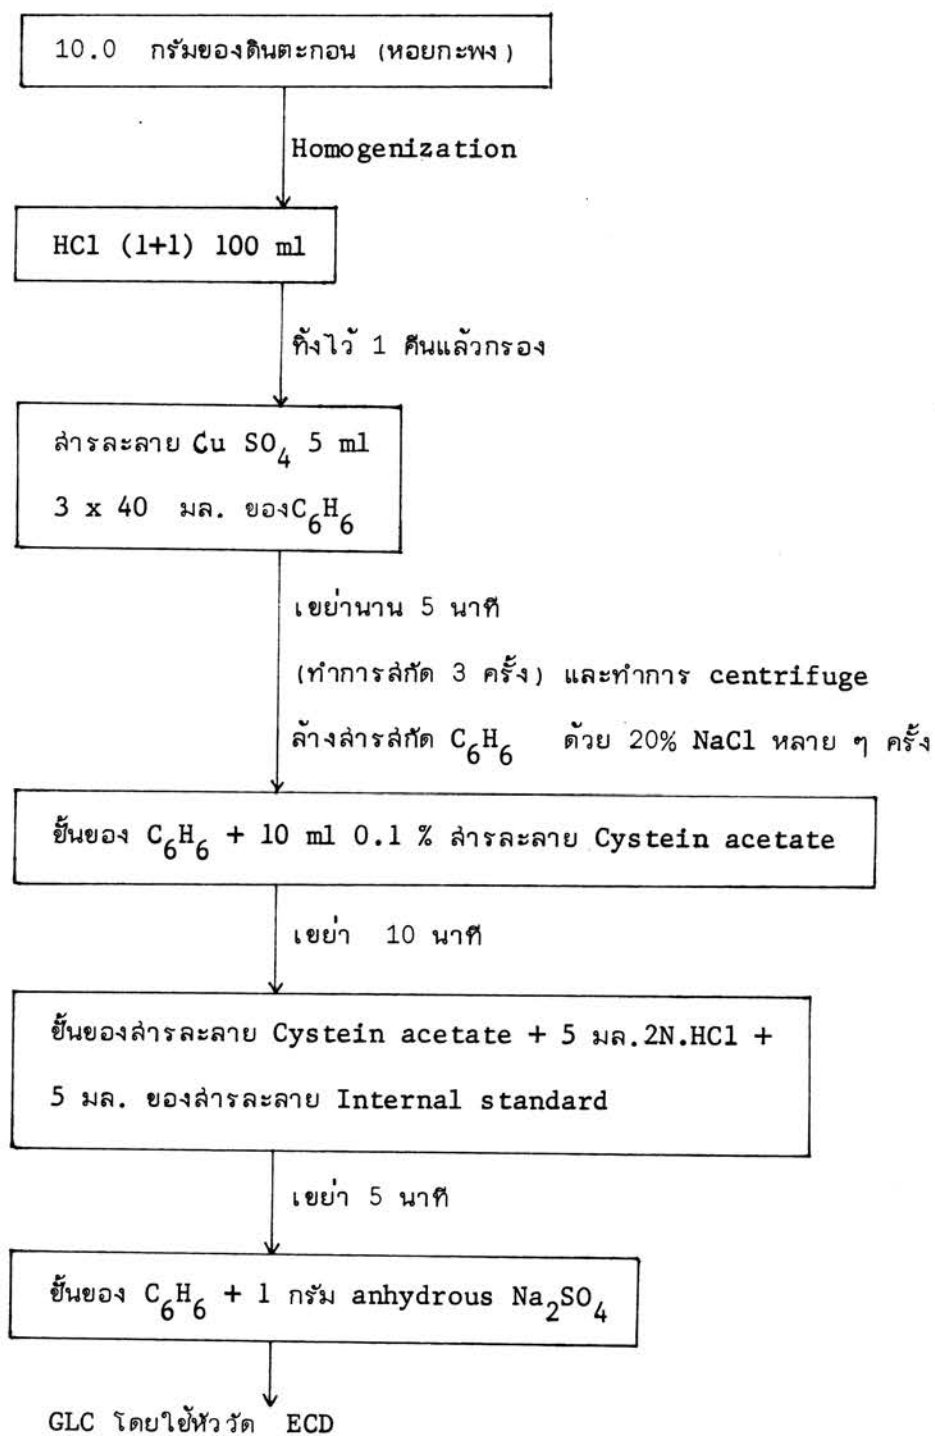 10.0 กรัมของดินตะกอน (หอยกะพง)
Homogenization
HCl (1+1) 100 ml
ทิ้งไว้ 1 คืนแล้วกรอง
สารละลาย Cu SO₄ 5 ml
3 x 40 มล. ของC₆H₆
เขย่านาน 5 นาที
(ทำการสกัด 3 ครั้ง) และทำการ centrifuge
ล้างสารสกัด C₆H₆ ด้วย 20% NaCl หลาย ๆ ครั้ง
ชั้นของ C₆H₆ + 10 ml 0.1 % สารละลาย Cystein acetate
เขย่า 10 นาที
ชั้นของสารละลาย Cystein acetate + 5 มล.2N.HCl +
5 มล. ของสารละลาย Internal standard
เขย่า 5 นาที
ชั้นของ C₆H₆ + 1 กรัม anhydrous Na₂SO₄
GLC โดยใช้หัววัด ECD